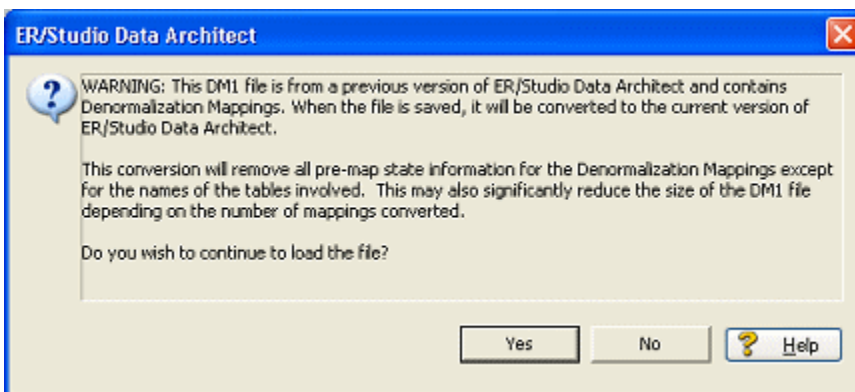 ER/Studio Data Architect
WARNING: This DM1 file is from a previous version of ER/Studio Data Architect and contains
Denormalization Mappings. When the file is saved, it will be converted to the current version of
ER/Studio Data Architect.
This conversion will remove all pre-map state information for the Denormalization Mappings except
for the names of the tables involved.  This may also significantly reduce the size of the DM1 file
depending on the number of mappings converted.
Do you wish to continue to load the file?
Yes
No
Help